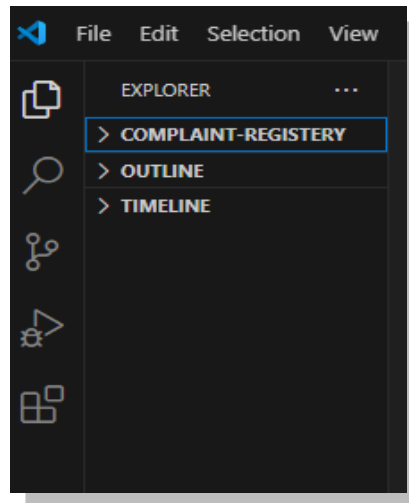 File Edit Selection View
EXPLORER ...
> COMPLAINT-REGISTERY
> OUTLINE
> TIMELINE